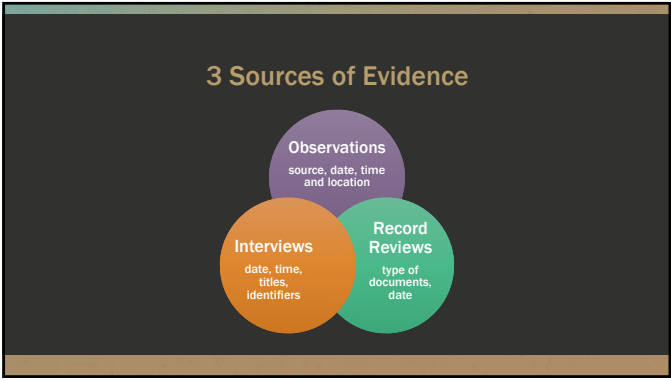 3 Sources of Evidence
Observations
source, date, time
and location
Interviews
date, time,
titles,
identifiers
Record
Reviews
type of
documents,
date